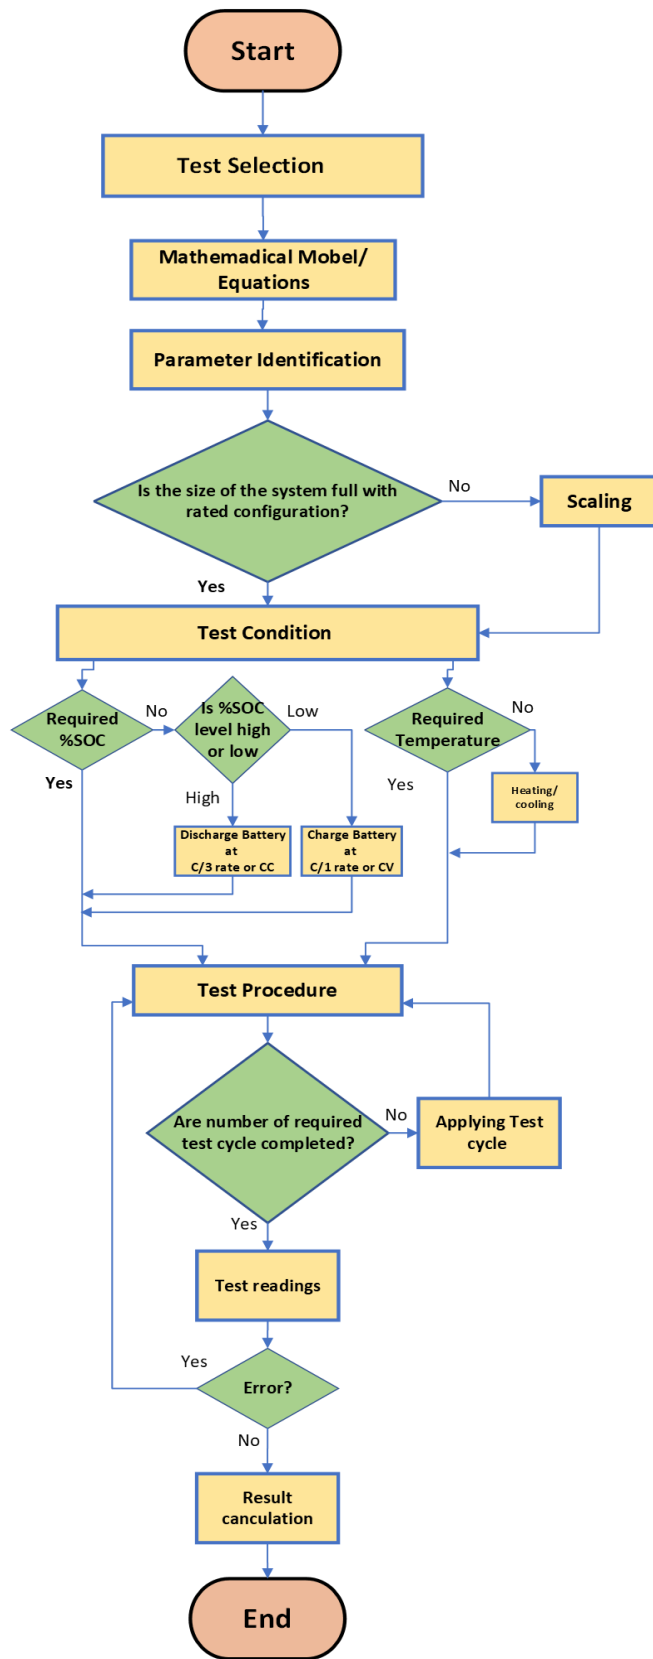 Start
Test Selection
Mathemadical Mobel/
Equations
Parameter Identification
Is the size of the system full with
rated configuration?
No
Scaling
Yes
Test Condition
Required
%SOC
No
Is %SOC
level high
or low
Low
Required
Temperature
No
Yes
High
Yes
Heating/
cooling
Discharge Battery
at
C/3 rate or CC
Charge Battery
at
C/1 rate or CV
Test Procedure
Are number of required
test cycle completed?
No
Applying Test
cycle
Yes
Test readings
Yes
Error?
No
Result
canculation
End